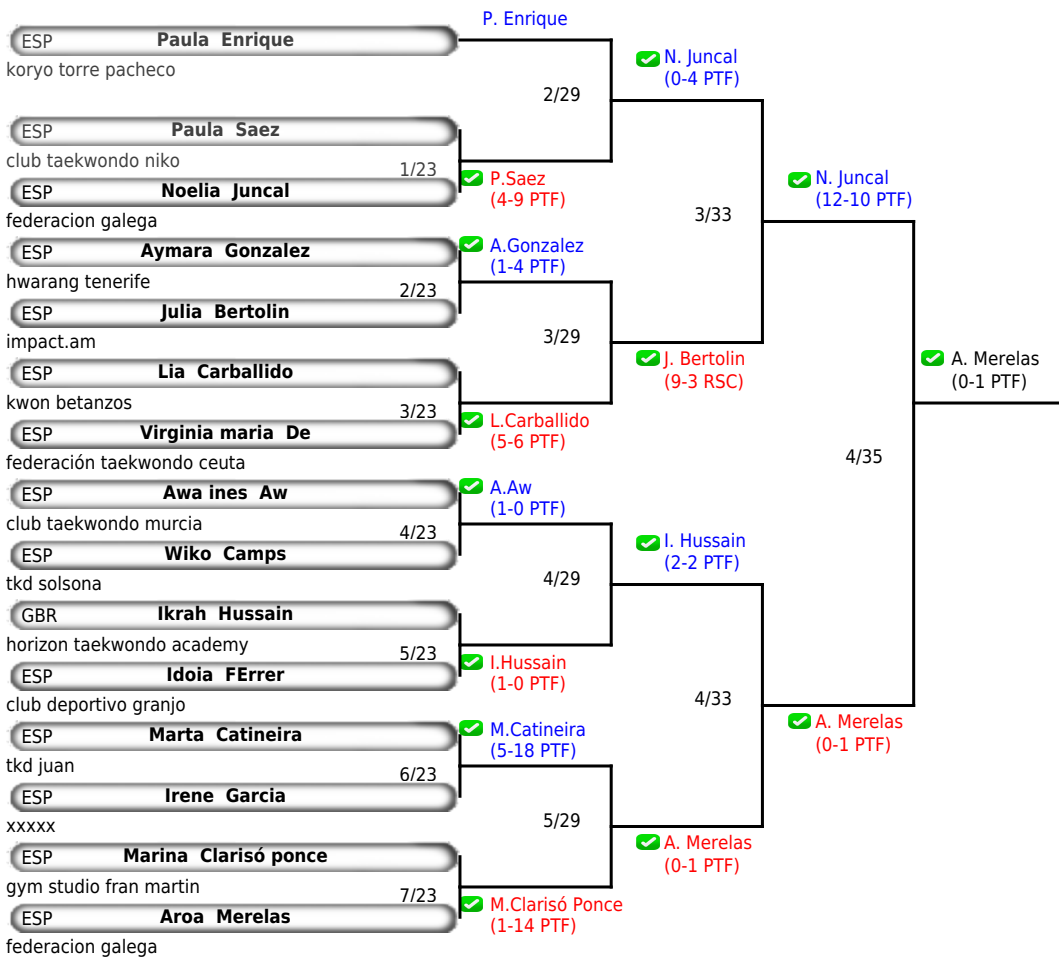 P. Enrique
ESP Paula Enrique
koryo torre pacheco
N. Juncal
(0-4 PTF)
2/29
ESP Paula Saez
club taekwondo niko
1/23
ESP Noelia Juncal
federacion galega
P.Saez
(4-9 PTF)
N. Juncal
(12-10 PTF)
3/33
ESP Aymara Gonzalez
hwarang tenerife
A.Gonzalez
(1-4 PTF)
2/23
ESP Julia Bertolin
impact.am
3/29
J. Bertolin
(9-3 RSC)
A. Merelas
(0-1 PTF)
ESP Lia Carballido
kwon betanzos
3/23
ESP Virginia maria De
federación taekwondo ceuta
L.Carballido
(5-6 PTF)
4/35
ESP Awa ines Aw
club taekwondo murcia
A.Aw
(1-0 PTF)
4/23
ESP Wiko Camps
tkd solsona
I. Hussain
(2-2 PTF)
4/29
GBR Ikrah Hussain
horizon taekwondo academy
5/23
ESP Idoia FErrer
club deportivo granjo
I.Hussain
(1-0 PTF)
4/33
A. Merelas
(0-1 PTF)
ESP Marta Catineira
tkd juan
M.Catineira
(5-18 PTF)
6/23
ESP Irene Garcia
xxxxx
5/29
A. Merelas
(0-1 PTF)
ESP Marina Clarisó ponce
gym studio fran martin
7/23
ESP Aroa Merelas
federacion galega
M.Clarisó Ponce
(1-14 PTF)